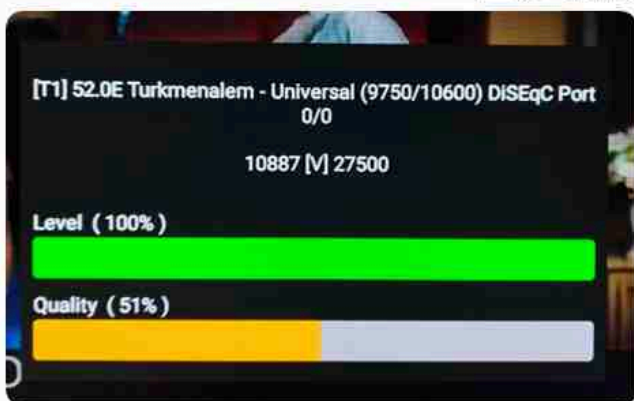 [T1] 52.0E Turkmenalem - Universal (9750/10600) DiSEqC Port
0/0
10887 [V] 27500
Level ( 100% )
Quality ( 51% )